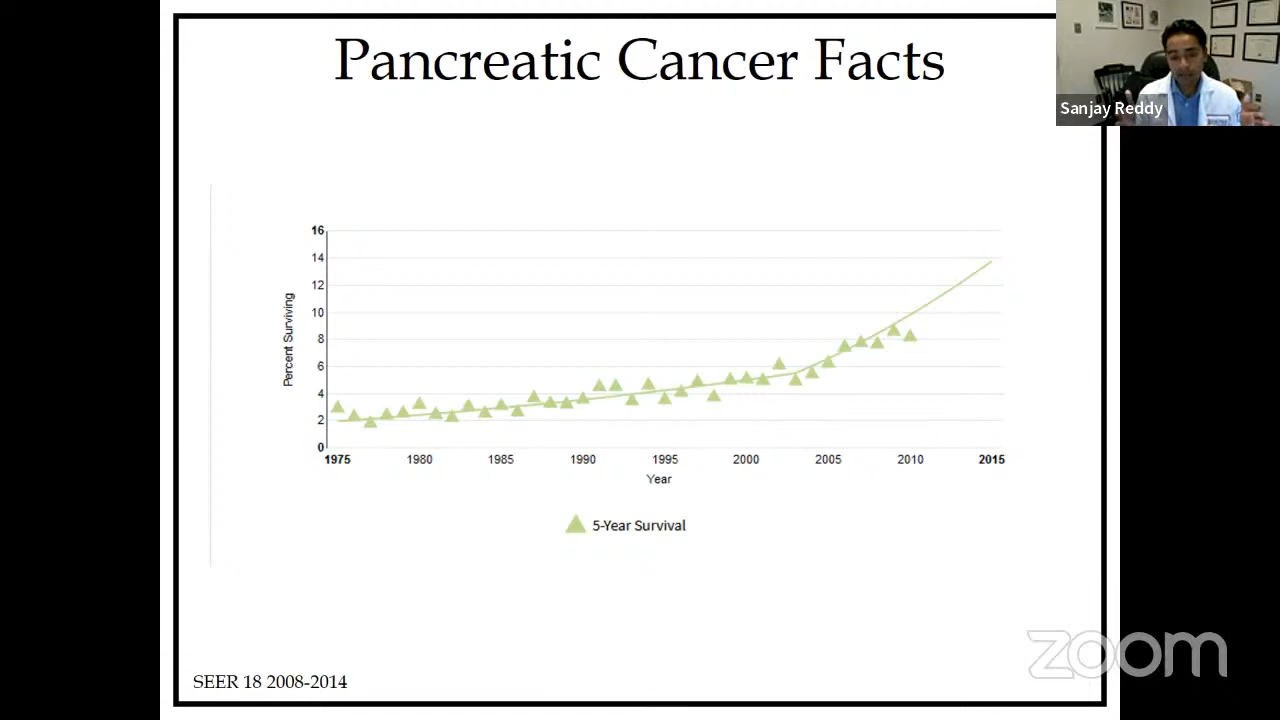 Pancreatic Cancer Facts
Sanjay Reddy
16
14
12
10
8
6
4
2
0
Percent Surviving
1975 1980 1985 1990 1995 2000 2005 2010 2015
Year
5-Year Survival
zoom
SEER 18 2008-2014